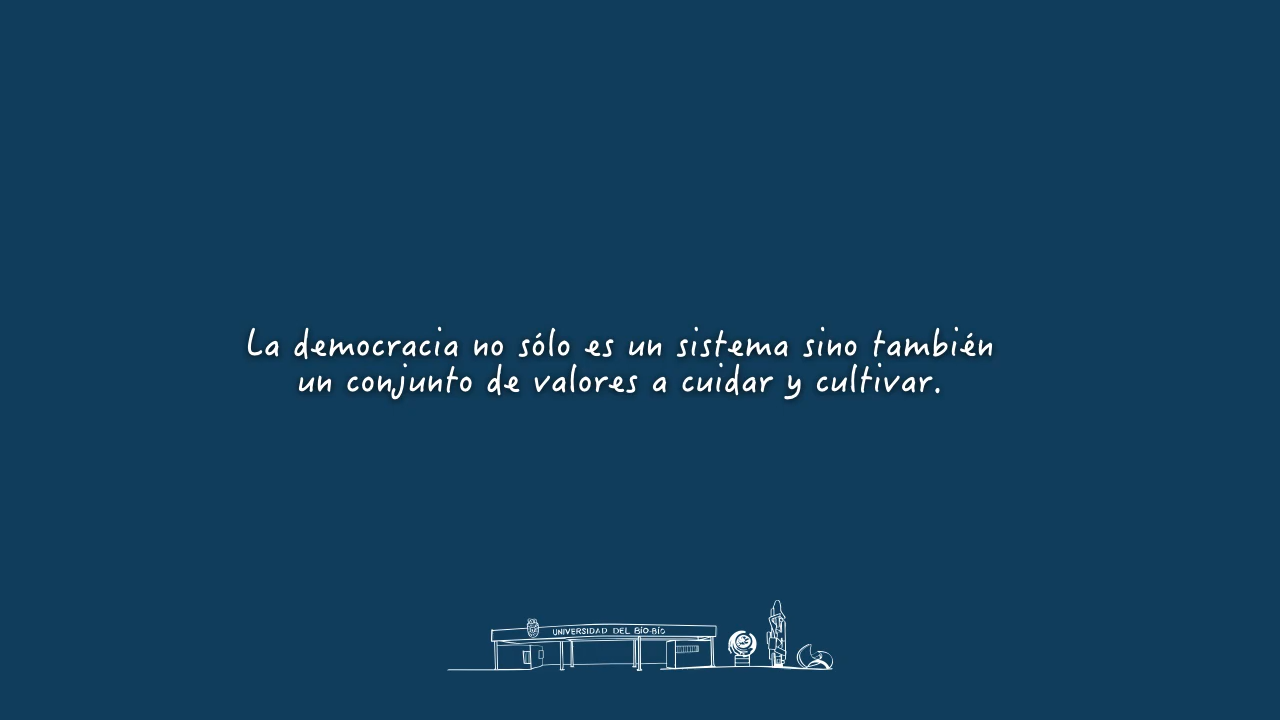 La democracia no sólo es un sistema sino también
un conjunto de valores a cuidar y cultivar.
UNIVERSIDAD DEL BÍO-BÍO